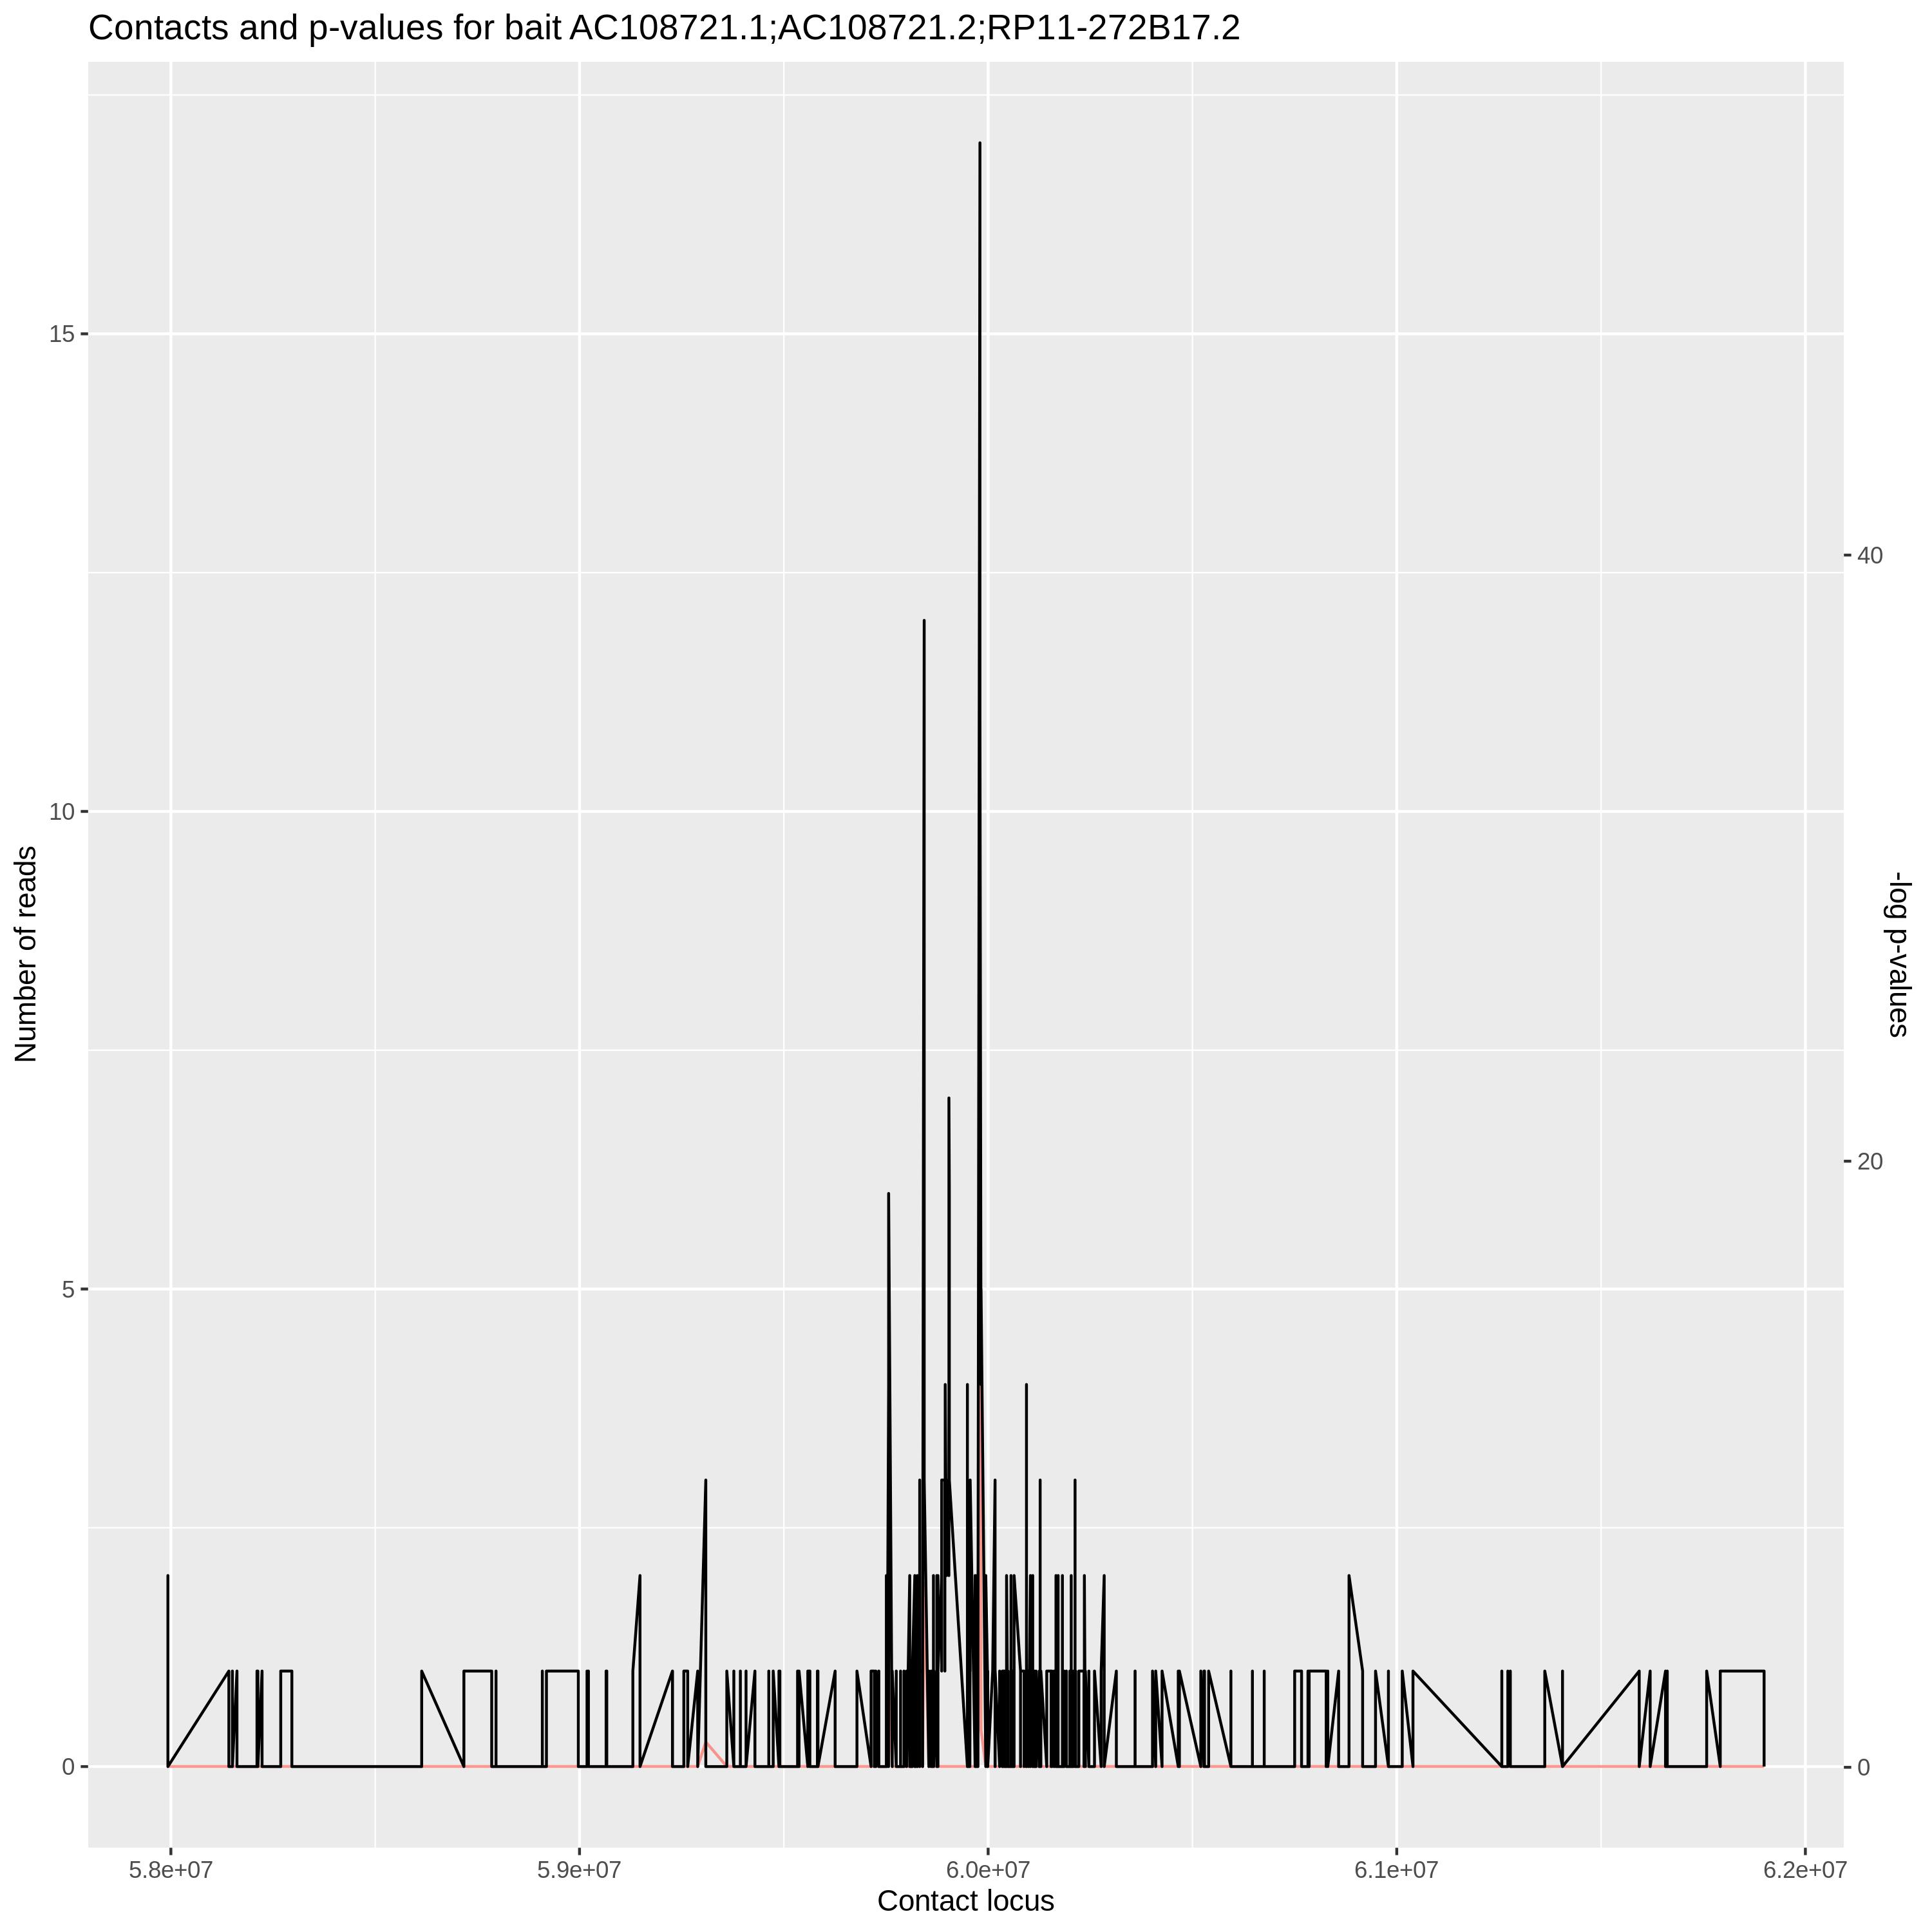 Contacts and p-values for bait AC108721.1;AC108721.2;RP11-272B17.2
15
10
5
0
Number of reads
40
20
0
-log p-values
5.8e+07
5.9e+07
6.0e+07
6.1e+07
6.2e+07
Contact locus